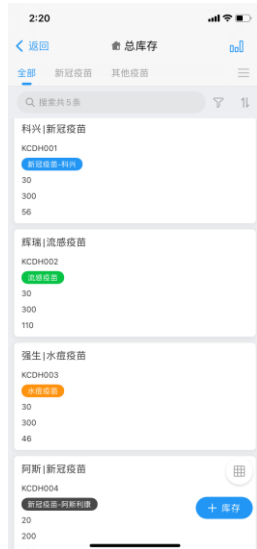 2:20
返回
总库存
全部 新冠疫苗 其他疫苗
搜索共5条
科兴|新冠疫苗
KCDH001
新冠疫苗-科兴
30
300
56
辉瑞|流感疫苗
KCDH002
流感疫苗
30
300
110
强生|水痘疫苗
KCDH003
水痘疫苗
30
300
46
阿斯|新冠疫苗
KCDH004
新冠疫苗-阿斯利康
20
200
+ 库存